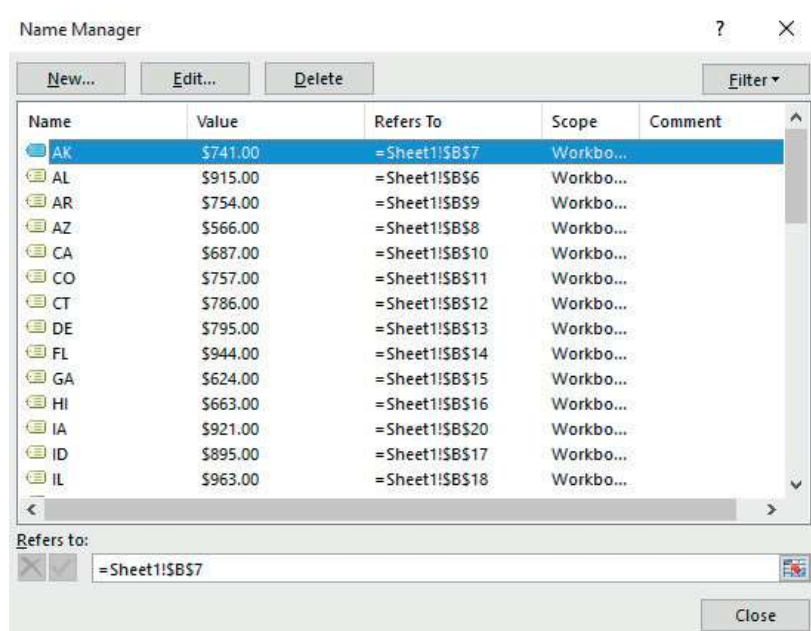 Name Manager ? ×
New... Edit... Delete Filter
Name Value Refers To Scope Comment
AK $741.00 =Sheet1!$B$7 Workbo...
AL $915.00 =Sheet1!$B$6 Workbo...
AR $754.00 =Sheet1!$B$9 Workbo...
AZ $566.00 =Sheet1!$B$8 Workbo...
CA $687.00 =Sheet1!$B$10 Workbo...
CO $757.00 =Sheet1!$B$11 Workbo...
CT $786.00 =Sheet1!$B$12 Workbo...
DE $795.00 =Sheet1!$B$13 Workbo...
FL $944.00 =Sheet1!$B$14 Workbo...
GA $624.00 =Sheet1!$B$15 Workbo...
HI $663.00 =Sheet1!$B$16 Workbo...
IA $921.00 =Sheet1!$B$20 Workbo...
ID $895.00 =Sheet1!$B$17 Workbo...
IL $963.00 =Sheet1!$B$18 Workbo...
Refers to:
=Sheet1!$B$7
Close